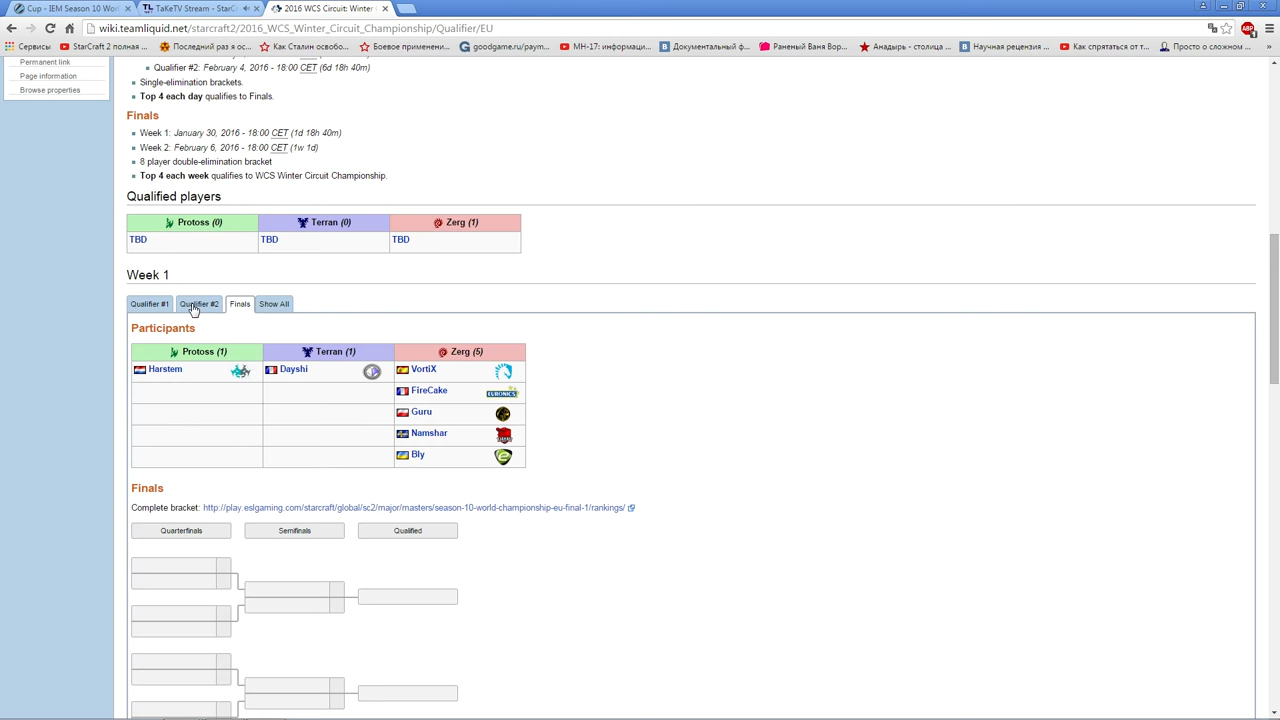 Cup - IEM Season 10 Worl
TaKeTV Stream - StarC
2016 WCS Circuit: Winter
wiki.teamliquid.net/starcraft2/2016_WCS_Winter_Circuit_Championship/Qualifier/EU
Сервисы StarCraft 2 полная ... Последний раз я ос... Как Сталин освобо... Боевое применени... goodgame.ru/paym... МН-17: информаци... Документальный ф... Раненый Ваня Вор... Анадырь - столица ... Научная рецензия ... Как спрятаться от т... Просто о сложном ...
Permanent link
Page information
Browse properties
Qualifier #2: February 4, 2016 - 18:00 CET (6d 18h 40m)
Single-elimination brackets.
Top 4 each day qualifies to Finals.
Finals
Week 1: January 30, 2016 - 18:00 CET (1d 18h 40m)
Week 2: February 6, 2016 - 18:00 CET (1w 1d)
8 player double-elimination bracket
Top 4 each week qualifies to WCS Winter Circuit Championship.
Qualified players
Protoss (0) Terran (0) Zerg (1)
TBD TBD TBD
Week 1
Qualifier #1 Qualifier #2 Finals Show All
Participants
Protoss (1) Terran (1) Zerg (5)
Harstem Dayshi VortiX
FireCake EURONICS
Guru
Namshar
Bly
Finals
Complete bracket: http://play.eslgaming.com/starcraft/global/sc2/major/masters/season-10-world-championship-eu-final-1/rankings/
Quarterfinals Semifinals Qualified